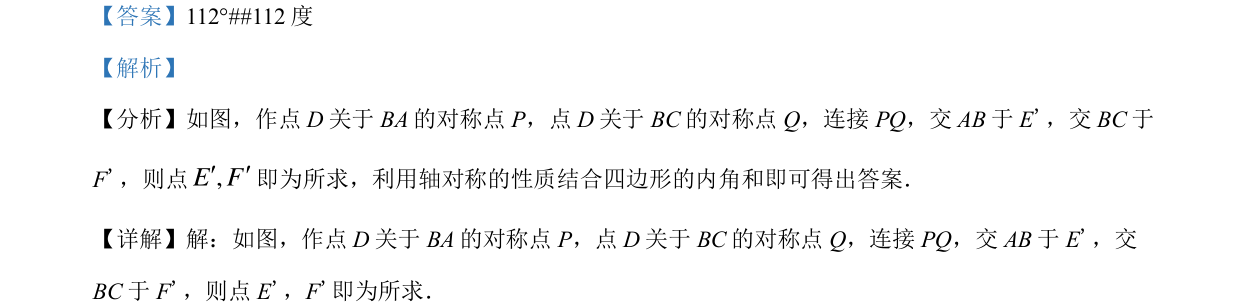 【答案】112°##112 度
【解析】
【分析】如图，作点 D 关于 BA 的对称点 P，点 D 关于 BC 的对称点 Q，连接 PQ，交 AB 于 E’，交 BC 于
F’，则点 E′, F′ 即为所求，利用轴对称的性质结合四边形的内角和即可得出答案．
【详解】解：如图，作点 D 关于 BA 的对称点 P，点 D 关于 BC 的对称点 Q，连接 PQ，交 AB 于 E’，交
BC 于 F’，则点 E’，F’ 即为所求．